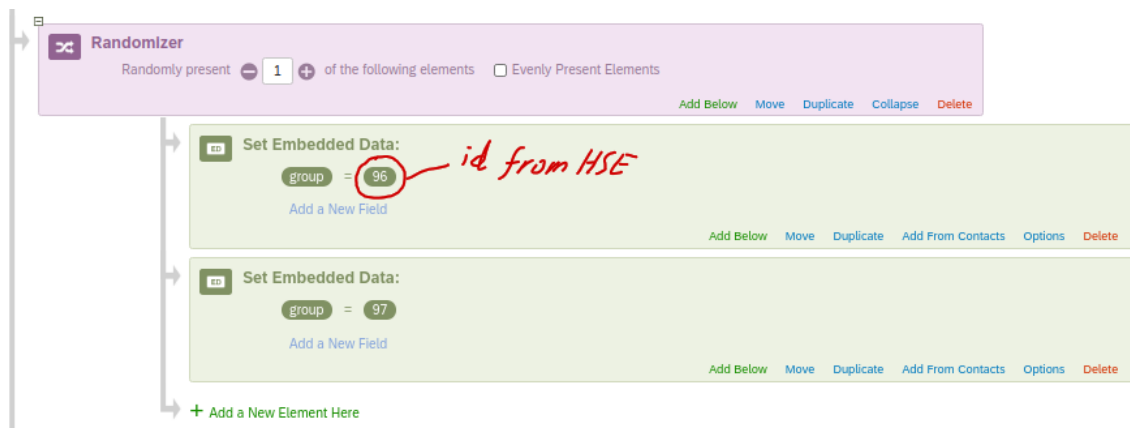 Randomizer
Randomly present 1 of the following elements Evenly Present Elements
Add Below Move Duplicate Collapse Delete
ED Set Embedded Data:
group = 96 id from HSE
Add a New Field
Add Below Move Duplicate Add From Contacts Options Delete
ED Set Embedded Data:
group = 97
Add a New Field
Add Below Move Duplicate Add From Contacts Options Delete
+ Add a New Element Here